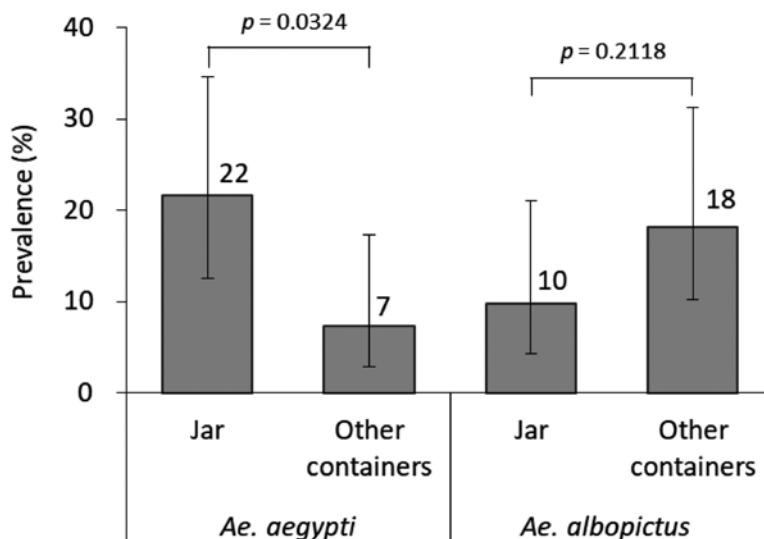 40
30
20
10
0
Prevalence (%)
p = 0.0324
p = 0.2118
22
7
10
18
Jar
Other
containers
Jar
Other
containers
Ae. aegypti
Ae. albopictus